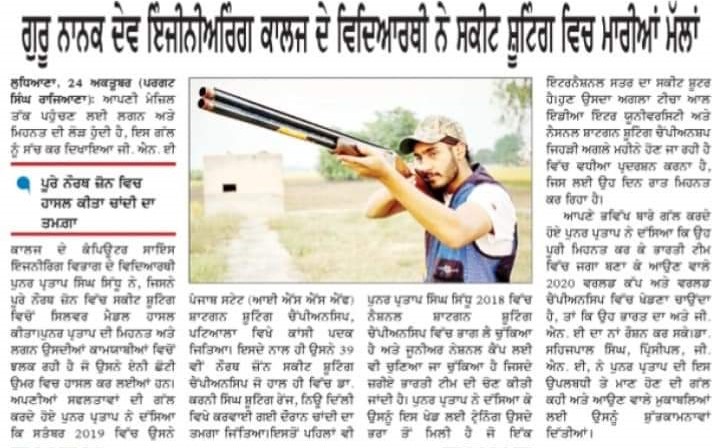 ਗੁਰੂ ਨਾਨਕ ਦੇਵ ਇੰਜੀਨੀਅਰਿੰਗ ਕਾਲਜ ਦੇ ਵਿਦਿਆਰਥੀ ਨੇ ਸਕੀਟ ਸ਼ੂਟਿੰਗ ਵਿਚ ਮਾਰੀਆਂ ਮੱਲਾਂ
ਲੁਧਿਆਣਾ, 24 ਅਕਤੂਬਰ (ਪਰਗਟ
ਸਿੰਘ ਰਾਜਿਆਣਾ): ਆਪਣੀ ਮੰਜ਼ਿਲ
ਤੱਕ ਪਹੁੰਚਣ ਲਈ ਲਗਨ ਅਤੇ
ਮਿਹਨਤ ਦੀ ਲੋੜ ਹੁੰਦੀ ਹੈ, ਇਸ ਗੱਲ
ਨੂੰ ਸੱਚ ਕਰ ਦਿਖਾਇਆ ਜੀ. ਐਨ. ਈ
ਪੂਰੇ ਨੌਰਥ ਜ਼ੋਨ ਵਿਚ
ਹਾਸਲ ਕੀਤਾ ਚਾਂਦੀ ਦਾ
ਤਮਗਾ
ਕਾਲਜ ਦੇ ਕੰਪਿਊਟਰ ਸਾਇੰਸ
ਇਜਨੀਰਿੰਗ ਵਿਭਾਗ ਦੇ ਵਿਦਿਆਰਥੀ
ਪੁਨਰ ਪ੍ਰਤਾਪ ਸਿੰਘ ਸਿੱਧੂ ਨੇ, ਜਿਸਨੇ
ਪੂਰੇ ਨੌਰਥ ਜ਼ੋਨ ਵਿੱਚ ਸਕੀਟ ਸ਼ੂਟਿੰਗ
ਵਿਚੋਂ ਸਿਲਵਰ ਮੈਡਲ ਹਾਸਲ
ਕੀਤਾ।ਪੁਨਰ ਪ੍ਰਤਾਪ ਦੀ ਮਿਹਨਤ ਅਤੇ
ਲਗਨ ਉਸਦੀਆਂ ਕਾਮਯਾਬੀਆਂ ਵਿਚੋਂ
ਝਲਕ ਰਹੀ ਹੈ ਜੋ ਉਸਨੇ ਏਨੀ ਛੋਟੀ
ਉਮਰ ਵਿਚ ਹਾਸਲ ਕਰ ਲਈਆਂ ਹਨ।
ਅਪਣੀਆਂ ਸਫਲਤਾਵਾਂ ਦੀ ਗੱਲ
ਕਰਦੇ ਹੋਏ ਪੁਨਰ ਪ੍ਰਤਾਪ ਨੇ ਦੱਸਿਆ
ਕਿ ਸਤੰਬਰ 2019 ਵਿੱਚ ਉਸਨੇ
ਪੰਜਾਬ ਸਟੇਟ (ਆਈ ਐੱਸ ਐੱਸ ਐੱਫ)
ਸ਼ਾਟਗਨ ਸ਼ੂਟਿੰਗ ਚੈਂਪੀਅਨਸਿਪ,
ਪਟਿਆਲਾ ਵਿਖੇ ਕਾਂਸੀ ਪਦਕ
ਜਿਤਿਆ। ਇਸਦੇ ਨਾਲ ਹੀ ਉਸਨੇ 39
ਵੀਂ ਨੌਰਥ ਜ਼ੋਨ ਸਕੀਟ ਸ਼ੂਟਿੰਗ
ਚੈਂਪੀਅਨਸਿਪ ਜੋ ਹਾਲ ਹੀ ਵਿੱਚ ਡਾ.
ਕਰਨੀ ਸਿੰਘ ਸ਼ੂਟਿੰਗ ਰੇਂਜ, ਨਿਊ ਦਿੱਲੀ
ਵਿਖੇ ਕਰਵਾਈ ਗਈ ਦੌਰਾਨ ਚਾਂਦੀ ਦਾ
ਤਮਗਾ ਜਿੱਤਿਆ।ਇਸਤੋਂ ਪਹਿਲਾਂ ਵੀ
ਪੁਨਰ ਪ੍ਰਤਾਪ ਸਿੰਘ ਸਿੱਧੂ 2018 ਵਿੱਚ
ਨੈਸ਼ਨਲ ਸ਼ਾਟਗਨ ਸ਼ੂਟਿੰਗ
ਚੈਂਪੀਅਨਸਿਪ ਵਿੱਚ ਭਾਗ ਲੈ ਚੁੱਕਿਆ
ਹੈ ਅਤੇ ਜੂਨੀਅਰ ਨੈਸ਼ਨਲ ਕੈਂਪ ਲਈ
ਵੀ ਚੁਣਿਆ ਜਾ ਚੁੱਕਿਆ ਹੈ ਜਿਸਦੇ
ਜ਼ਰੀਏ ਭਾਰਤੀ ਟੀਮ ਦੀ ਚੋਣ ਕੀਤੀ
ਜਾਂਦੀ ਹੈ। ਪੁਨਰ ਪ੍ਰਤਾਪ ਨੇ ਦੱਸਿਆ ਕਿ
ਉਸਨੂੰ ਇਸ ਖੇਡ ਲਈ ਟ੍ਰੇਨਿੰਗ ਉਸਦੇ
ਭਰਾ ਤੋਂ ਮਿਲੀ ਹੈ ਜੋ ਇੱਕ
ਇੰਟਰਨੈਸ਼ਨਲ ਸਤਰ ਦਾ ਸਕੀਟ ਸ਼ੂਟਰ
ਹੈ।ਹੁਣ ਉਸਦਾ ਅਗਲਾ ਟੀਚਾ ਆਲ
ਇੰਡੀਆ ਇੰਟਰ ਯੂਨੀਵਰਸਿਟੀ ਅਤੇ
ਨੈਸਨਲ ਸ਼ਾਟਗਨ ਸ਼ੂਟਿੰਗ ਚੈਂਪੀਅਨਸ਼ਪ
ਜਿਹੜੀ ਅਗਲੇ ਮਹੀਨੇ ਹੋਣ ਜਾ ਰਹੀ ਹੈ
ਵਿੱਚ ਵਧੀਆ ਪ੍ਰਦਰਸ਼ਨ ਕਰਨਾ ਹੈ,
ਜਿਸ ਲਈ ਉਹ ਦਿਨ ਰਾਤ ਮਿਹਨਤ
ਕਰ ਰਿਹਾ ਹੈ।
ਆਪਣੇ ਭਵਿੱਖ ਬਾਰੇ ਗੱਲ ਕਰਦੇ
ਹੋਏ ਪੁਨਰ ਪ੍ਰਤਾਪ ਨੇ ਦੱਸਿਆ ਕਿ ਉਹ
ਪੂਰੀ ਮਿਹਨਤ ਕਰ ਕੇ ਭਾਰਤੀ ਟੀਮ
ਵਿੱਚ ਜਗਾ ਬਣਾ ਕੇ ਆਉਣ ਵਾਲੇ
2020 ਵਰਲਡ ਕੱਪ ਅਤੇ ਵਰਲਡ
ਚੈਂਪੀਅਨਸਿਪ ਵਿੱਚ ਖੇਡਣਾ ਚਾਉਂਦਾ
ਹੈ, ਤਾਂ ਕਿ ਉਹ ਭਾਰਤ ਦਾ ਅਤੇ ਜੀ.
ਐਨ. ਈ ਦਾ ਨਾਂ ਰੌਸ਼ਨ ਕਰ ਸਕੇ।ਡਾ.
ਸਹਿਜਪਾਲ ਸਿੰਘ, ਪ੍ਰਿੰਸੀਪਲ, ਜੀ.
ਐਨ. ਈ., ਨੇ ਪੁਨਰ ਪ੍ਰਤਾਪ ਦੀ ਇਸ
ਉਪਲਬਧੀ ਤੇ ਮਾਣ ਹੋਣ ਦੀ ਗੱਲ
ਕਹੀ ਅਤੇ ਆਉਣ ਵਾਲੇ ਮੁਕਾਬਲਿਆਂ
ਲਈ ਉਸਨੂੰ ਸ਼ੁੱਭਕਾਮਨਾਵਾਂ
ਦਿੱਤੀਆਂ।